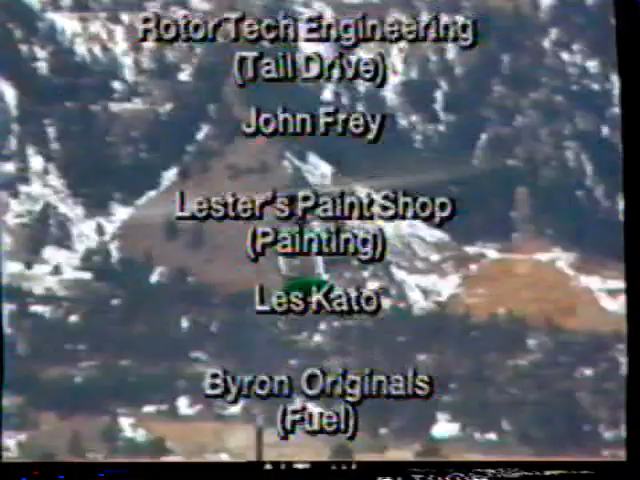 RotorTech Engineering
(Tail Drive)
John Frey
Lester's Paint Shop
(Painting)
Les Kato
Byron Originals
(Fuel)